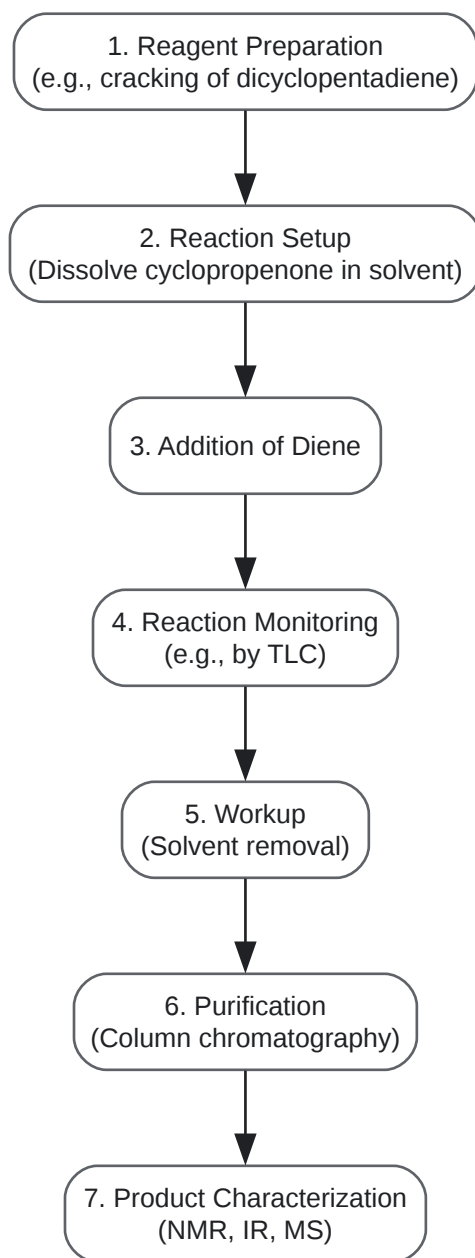 1. Reagent Preparation
(e.g., cracking of dicyclopentadiene)
2. Reaction Setup
(Dissolve cyclopropenone in solvent)
3. Addition of Diene
4. Reaction Monitoring
(e.g., by TLC)
5. Workup
(Solvent removal)
6. Purification
(Column chromatography)
7. Product Characterization
(NMR, IR, MS)